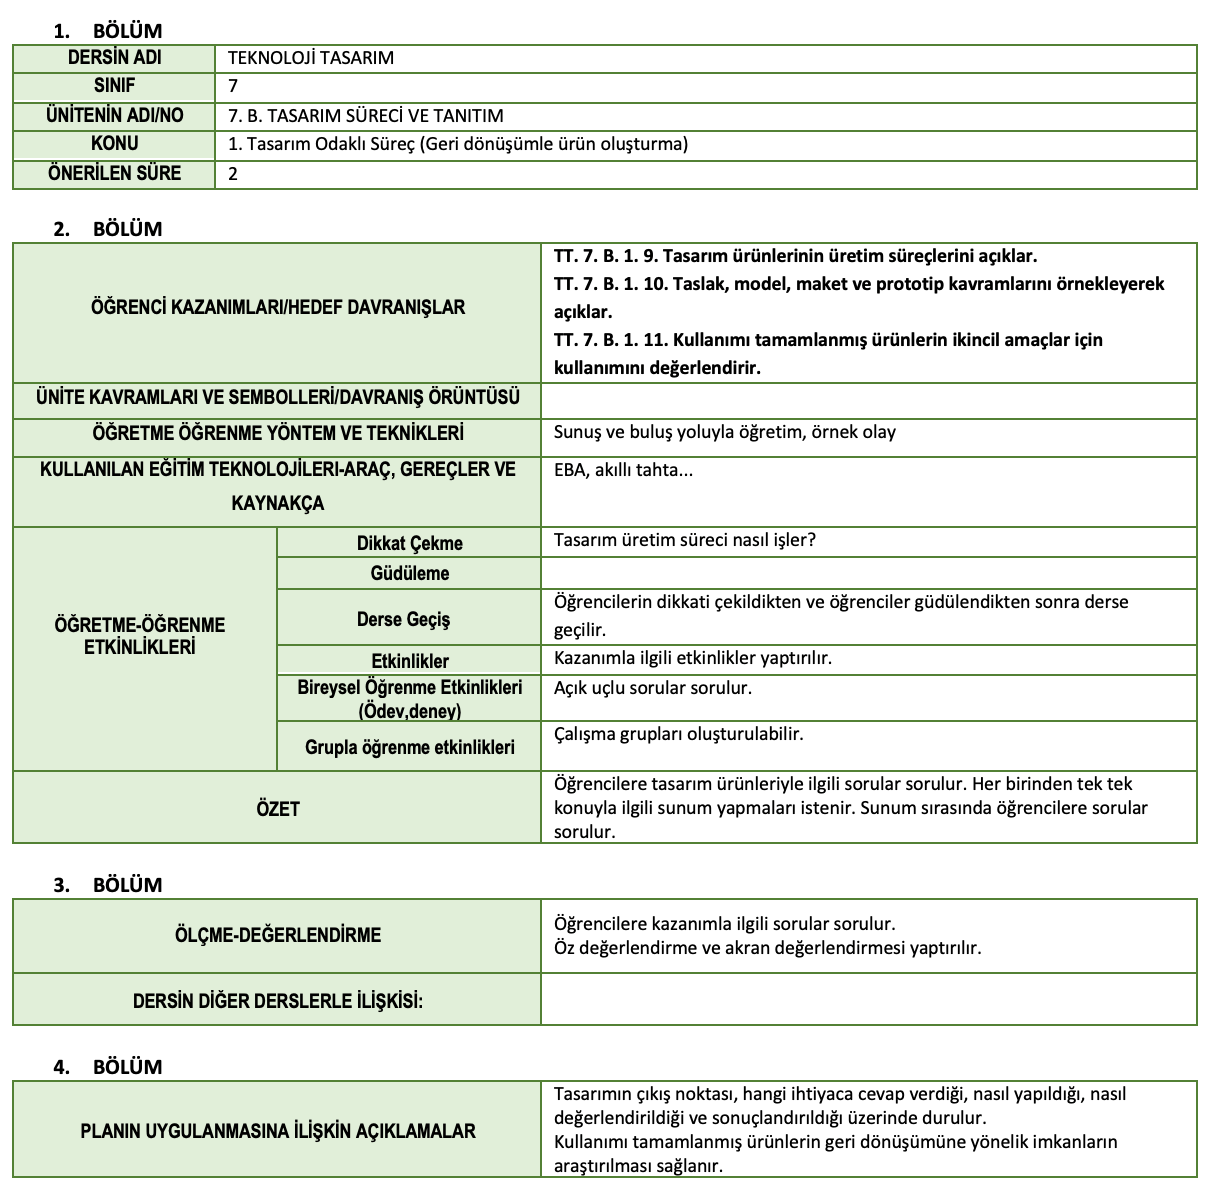 1. BÖLÜM
DERSİN ADI TEKNOLOJİ TASARIM
SINIF 7
ÜNİTENİN ADI/NO 7. B. TASARIM SÜRECİ VE TANITIM
KONU 1. Tasarım Odaklı Süreç (Geri dönüşümle ürün oluşturma)
ÖNERİLEN SÜRE 2
2. BÖLÜM
ÖĞRENCİ KAZANIMLARI/HEDEF DAVRANIŞLAR
TT. 7. B. 1. 9. Tasarım ürünlerinin üretim süreçlerini açıklar.
TT. 7. B. 1. 10. Taslak, model, maket ve prototip kavramlarını örnekleyerek
açıklar.
TT. 7. B. 1. 11. Kullanımı tamamlanmış ürünlerin ikincil amaçlar için
kullanımını değerlendirir.
ÜNİTE KAVRAMLARI VE SEMBOLLERİ/DAVRANIŞ ÖRÜNTÜSÜ
ÖĞRETME ÖĞRENME YÖNTEM VE TEKNİKLERİ Sunuş ve buluş yoluyla öğretim, örnek olay
KULLANILAN EĞİTİM TEKNOLOJİLERI-ARAÇ, GEREÇLER VE
KAYNAKÇA
EBA, akıllı tahta...
ÖĞRETME-ÖĞRENME
ETKİNLİKLERİ
Dikkat Çekme Tasarım üretim süreci nasıl işler?
Güdüleme
Derse Geçiş
Öğrencilerin dikkati çekildikten ve öğrenciler güdülendikten sonra derse
geçilir.
Etkinlikler Kazanımla ilgili etkinlikler yaptırılır.
Bireysel Öğrenme Etkinlikleri
(Ödev,deney)
Açık uçlu sorular sorulur.
Grupla öğrenme etkinlikleri Çalışma grupları oluşturulabilir.
ÖZET
Öğrencilere tasarım ürünleriyle ilgili sorular sorulur. Her birinden tek tek
konuyla ilgili sunum yapmaları istenir. Sunum sırasında öğrencilere sorular
sorulur.
3. BÖLÜM
ÖLÇME-DEĞERLENDİRME
Öğrencilere kazanımla ilgili sorular sorulur.
Öz değerlendirme ve akran değerlendirmesi yaptırılır.
DERSİN DİĞER DERSLERLE İLİŞKİSİ:
4. BÖLÜM
PLANIN UYGULANMASINA İLİŞKİN AÇIKLAMALAR
Tasarımın çıkış noktası, hangi ihtiyaca cevap verdiği, nasıl yapıldığı, nasıl
değerlendirildiği ve sonuçlandırıldığı üzerinde durulur.
Kullanımı tamamlanmış ürünlerin geri dönüşümüne yönelik imkanların
araştırılması sağlanır.